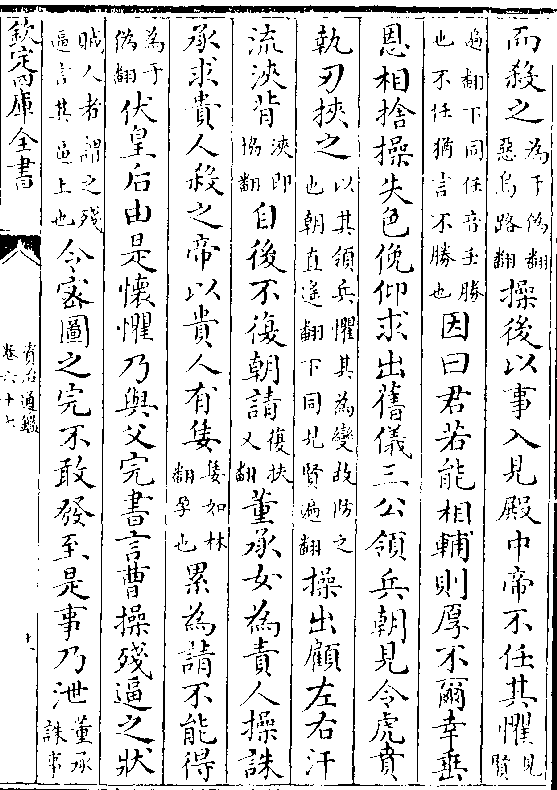 而殺之為于偽翻惡烏路翻操後以事入見殿中帝不任其懼見賢
遍翻下同任音壬勝也不任猶言不勝也因曰君若能相輔則厚不爾幸垂
恩相捨操失色俛仰求出舊儀三公領兵朝見令虎賁
執刃挾之以其領兵懼其為變故防之也朝直遥翻下同見賢遍翻操出顧左右汗
流浹背浹即協翻自後不復朝請復扶又翻董承女為貴人操誅
承求貴人殺之帝以貴人有㚻㚻如林翻孕也累為請不能得
為于偽翻伏皇后由是懷懼乃與父完書言曹操殘逼之狀
賊人者謂之殘逼言其逼上也令宻圖之完不敢發至是事乃泄董承誅事
欽定四庫全書
資治通鑑
卷六十七
十八